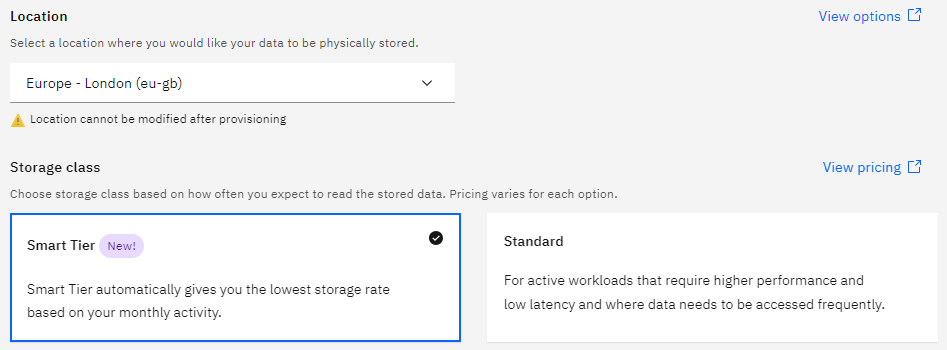 Location
View options
Select a location where you would like your data to be physically stored.
Europe - London (eu-gb)
Location cannot be modified after provisioning
Storage class
View pricing
Choose storage class based on how often you expect to read the stored data. Pricing varies for each option.
Smart Tier New!
Smart Tier automatically gives you the lowest storage rate
based on your monthly activity.
Standard
For active workloads that require higher performance and
low latency and where data needs to be accessed frequently.